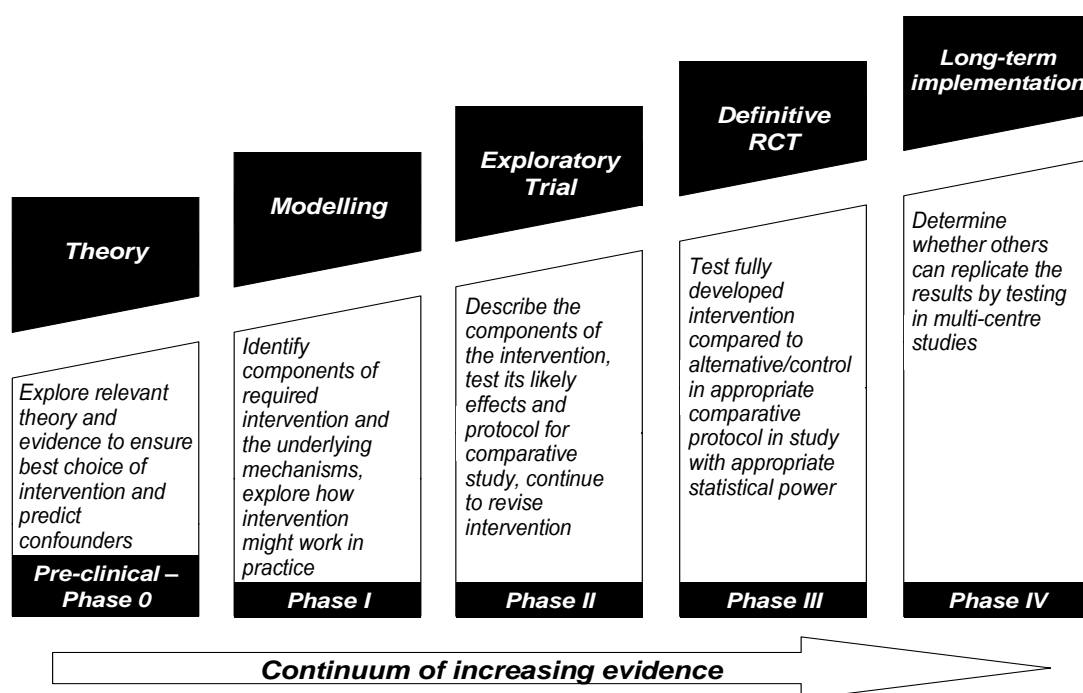 Theory
Explore relevant
theory and
evidence to ensure
best choice of
intervention and
predict
confounders
Pre-clinical –
Phase 0
Modelling
Identify
components of
required
intervention and
the underlying
mechanisms,
explore how
intervention
might work in
practice
Phase I
Exploratory
Trial
Describe the
components of
the intervention,
test its likely
effects and
protocol for
comparative
study, continue
to revise
intervention
Phase II
Definitive
RCT
Test fully
developed
intervention
compared to
alternative/control
in appropriate
comparative
protocol in study
with appropriate
statistical power
Phase III
Long-term
implementation
Determine
whether others
can replicate the
results by testing
in multi-centre
studies
Phase IV
Continuum of increasing evidence